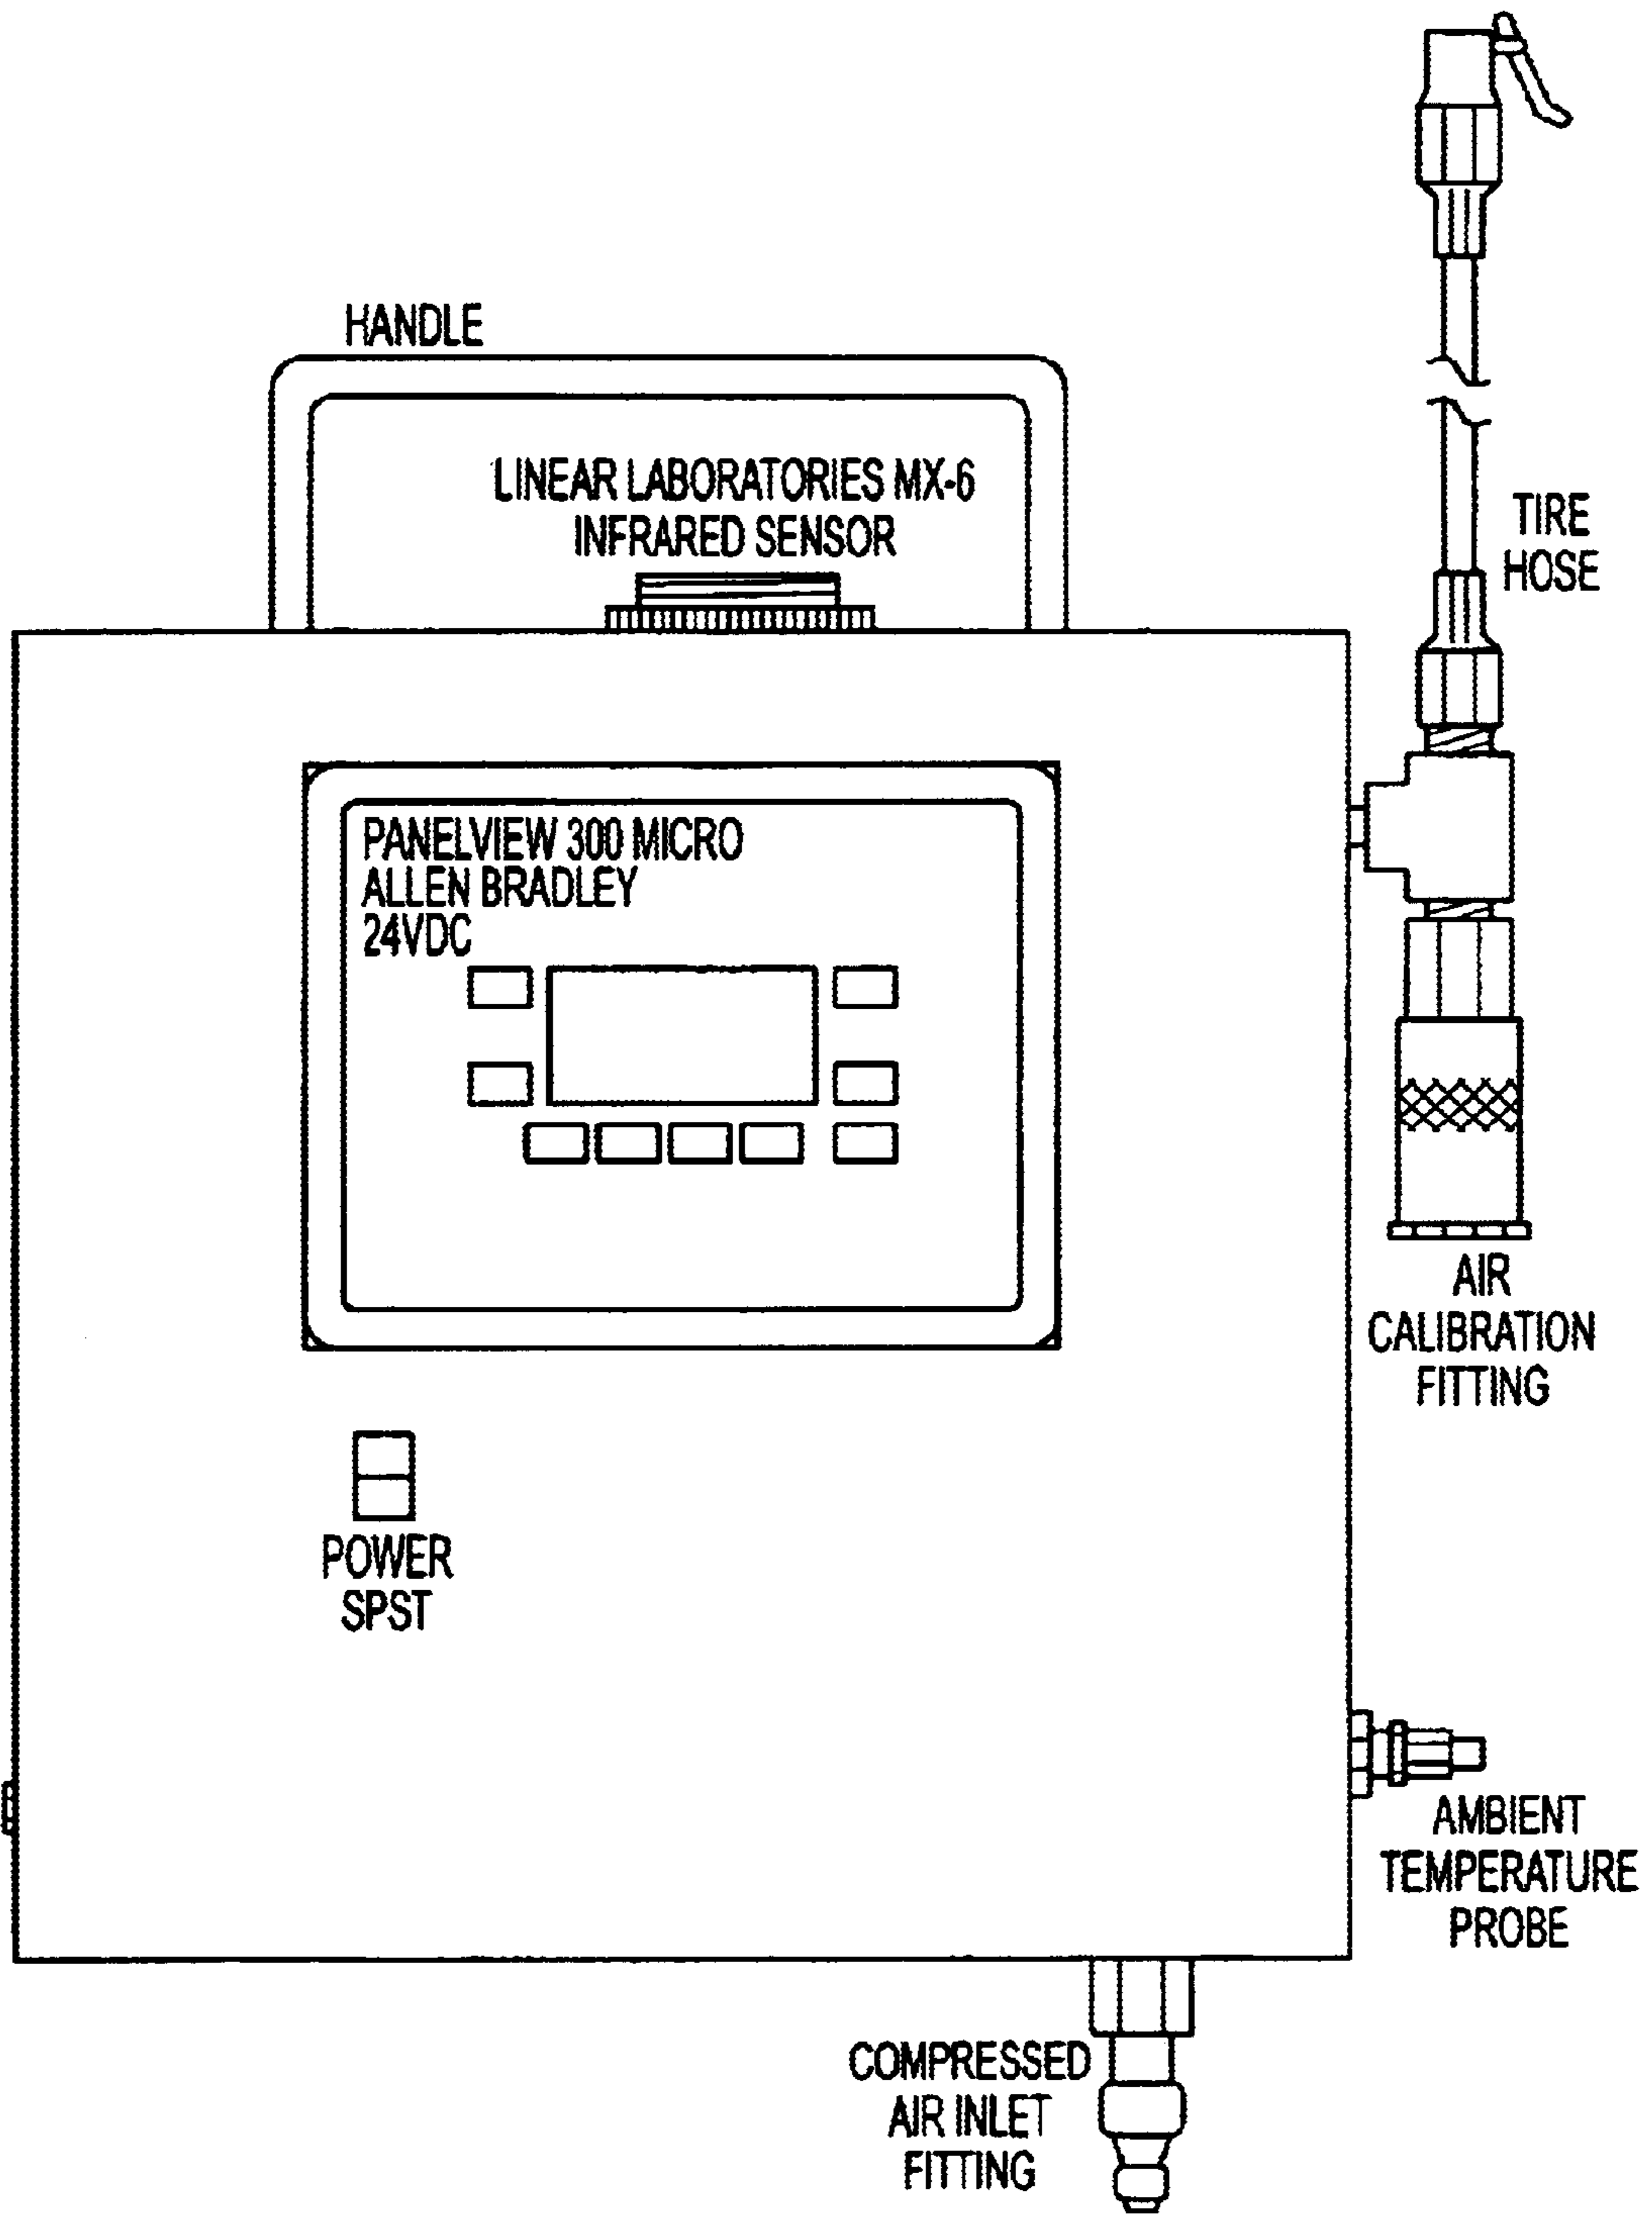 HANDLE
LINEAR LABORATORIES MX-6
INFRARED SENSOR
TIRE
HOSE
PANELVIEW 300 MICRO
ALLEN BRADLEY
24VDC
AIR
CALIBRATION
FITTING
POWER
SPST
AMBIENT
TEMPERATURE
PROBE
COMPRESSED
AIR INLET
FITTING